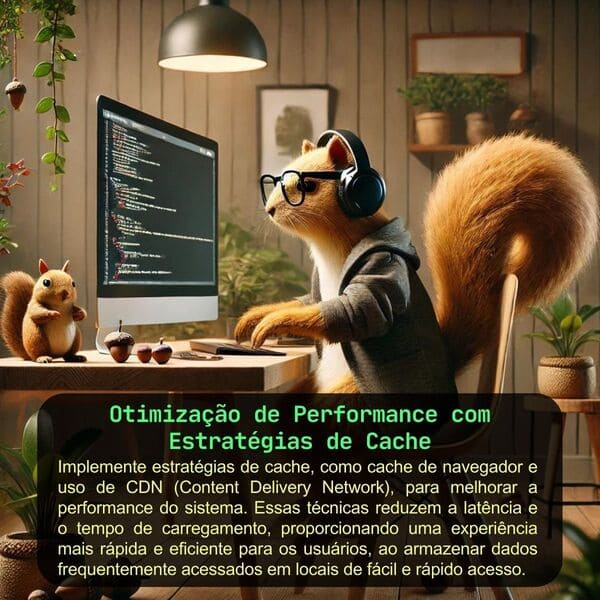 Otimização de Performance com
Estratégias de Cache
Implemente estratégias de cache, como cache de navegador e
uso de CDN (Content Delivery Network), para melhorar a
performance do sistema. Essas técnicas reduzem a latência e
o tempo de carregamento, proporcionando uma experiência
mais rápida e eficiente para os usuários, ao armazenar dados
frequentemente acessados em locais de fácil e rápido acesso.